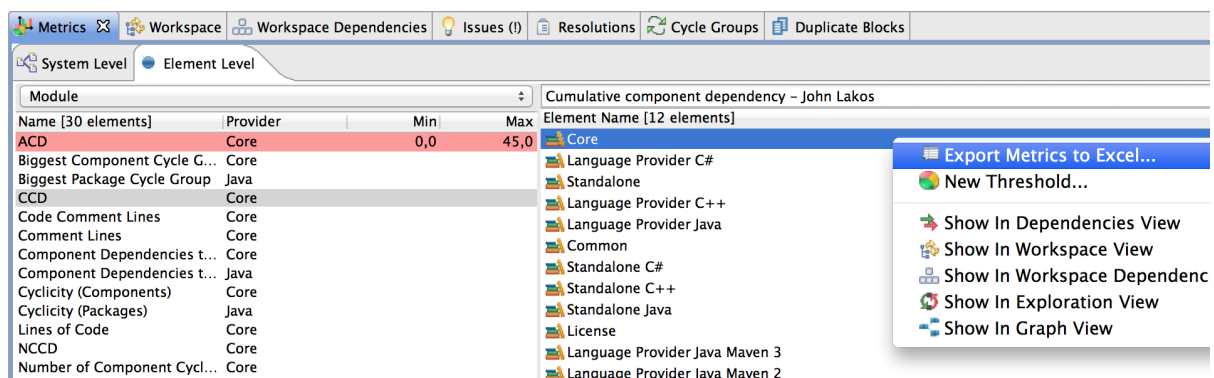 Metrics Workspace Workspace Dependencies Issues (!) Resolutions Cycle Groups Duplicate Blocks
System Level Element Level
Module
Name [30 elements] Provider Min Max
ACD Core 0,0 45,0
Biggest Component Cycle G... Core
Biggest Package Cycle Group Java
CCD Core
Code Comment Lines Core
Comment Lines Core
Component Dependencies t... Core
Component Dependencies t... Java
Cyclicity (Components) Core
Cyclicity (Packages) Java
Lines of Code Core
NCCD Core
Number of Component Cycl... Core
Cumulative component dependency – John Lakos
Element Name [12 elements]
Core
Language Provider C#
Standalone
Language Provider C++
Language Provider Java
Common
Standalone C#
Standalone C++
Standalone Java
License
Language Provider Java Maven 3
Language Provider Java Maven 2
Export Metrics to Excel...
New Threshold...
Show In Dependencies View
Show In Workspace View
Show In Workspace Dependenc
Show In Exploration View
Show In Graph View